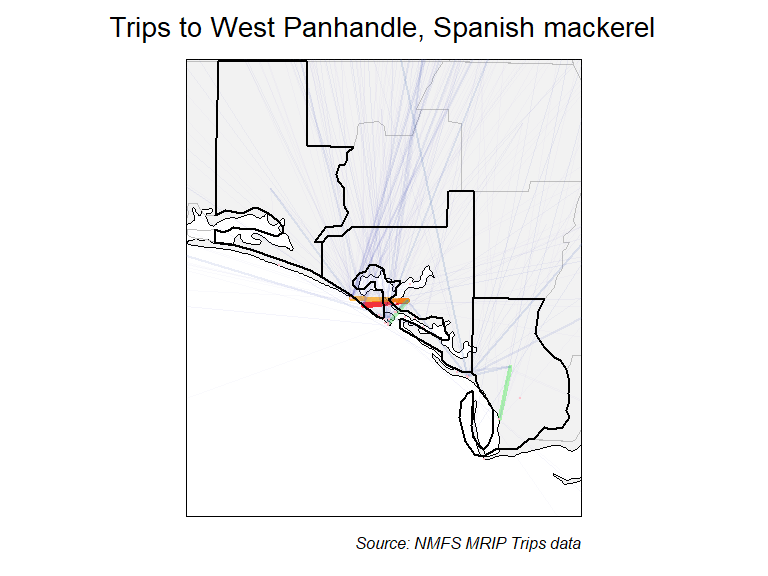 Trips to West Panhandle, Spanish mackerel
Source: NMFS MRIP Trips data